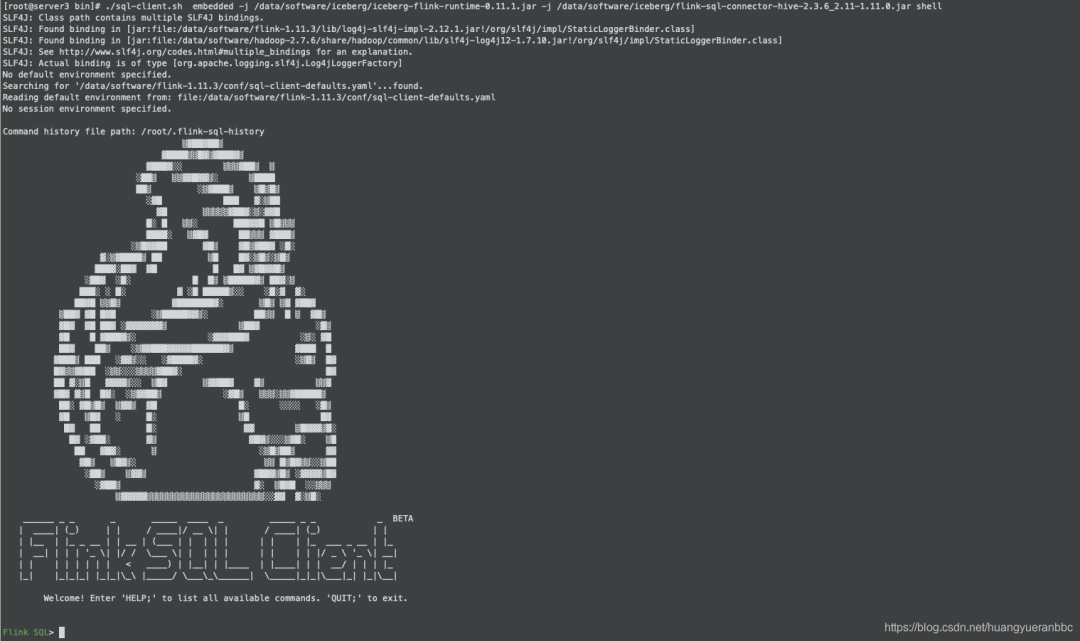 [root@server3 bin]# ./sql-client.sh  embedded -j /data/software/iceberg/iceberg-flink-runtime-0.11.1.jar -j /data/software/iceberg/flink-sql-connector-hive-2.3.6_2.11-1.11.0.jar shell
SLF4J: Class path contains multiple SLF4J bindings.
SLF4J: Found binding in [jar:file:/data/software/flink-1.11.3/lib/log4j-slf4j-impl-2.12.1.jar!/org/slf4j/impl/StaticLoggerBinder.class]
SLF4J: Found binding in [jar:file:/data/software/hadoop-2.7.6/share/hadoop/common/lib/slf4j-log4j12-1.7.10.jar!/org/slf4j/impl/StaticLoggerBinder.class]
SLF4J: See http://www.slf4j.org/codes.html#multiple_bindings for an explanation.
SLF4J: Actual binding is of type [org.apache.logging.slf4j.Log4jLoggerFactory]
No default environment specified.
Searching for '/data/software/flink-1.11.3/conf/sql-client-defaults.yaml'...found.
Reading default environment from: file:/data/software/flink-1.11.3/conf/sql-client-defaults.yaml
No session environment specified.
Command history file path: /root/.flink-sql-history
Flink SQL Client BETA
Welcome! Enter 'HELP;' to list all available commands. 'QUIT;' to exit.
Flink SQL>
https://blog.csdn.net/huangyueranbbc